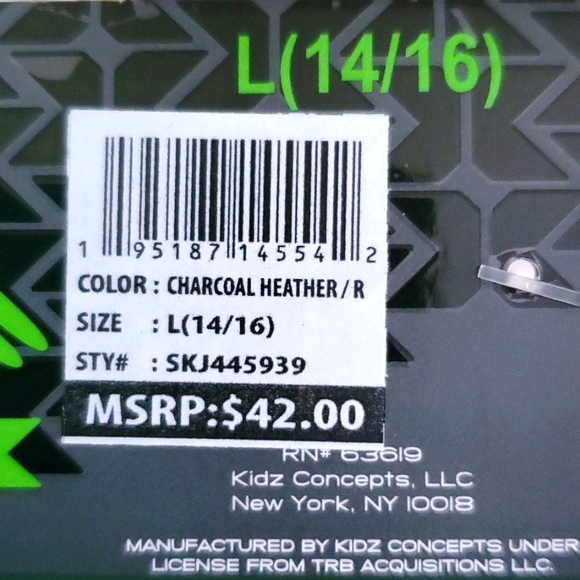 L(14/16)
1 95187 14554 2
COLOR : CHARCOAL HEATHER / R
SIZE : L(14/16)
STY# : SKJ445939
MSRP:$42.00
RN# 63619
Kidz Concepts, LLC
New York, NY 10018
MANUFACTURED BY KIDZ CONCEPTS UNDER
LICENSE FROM TRB ACQUISITIONS LLC.